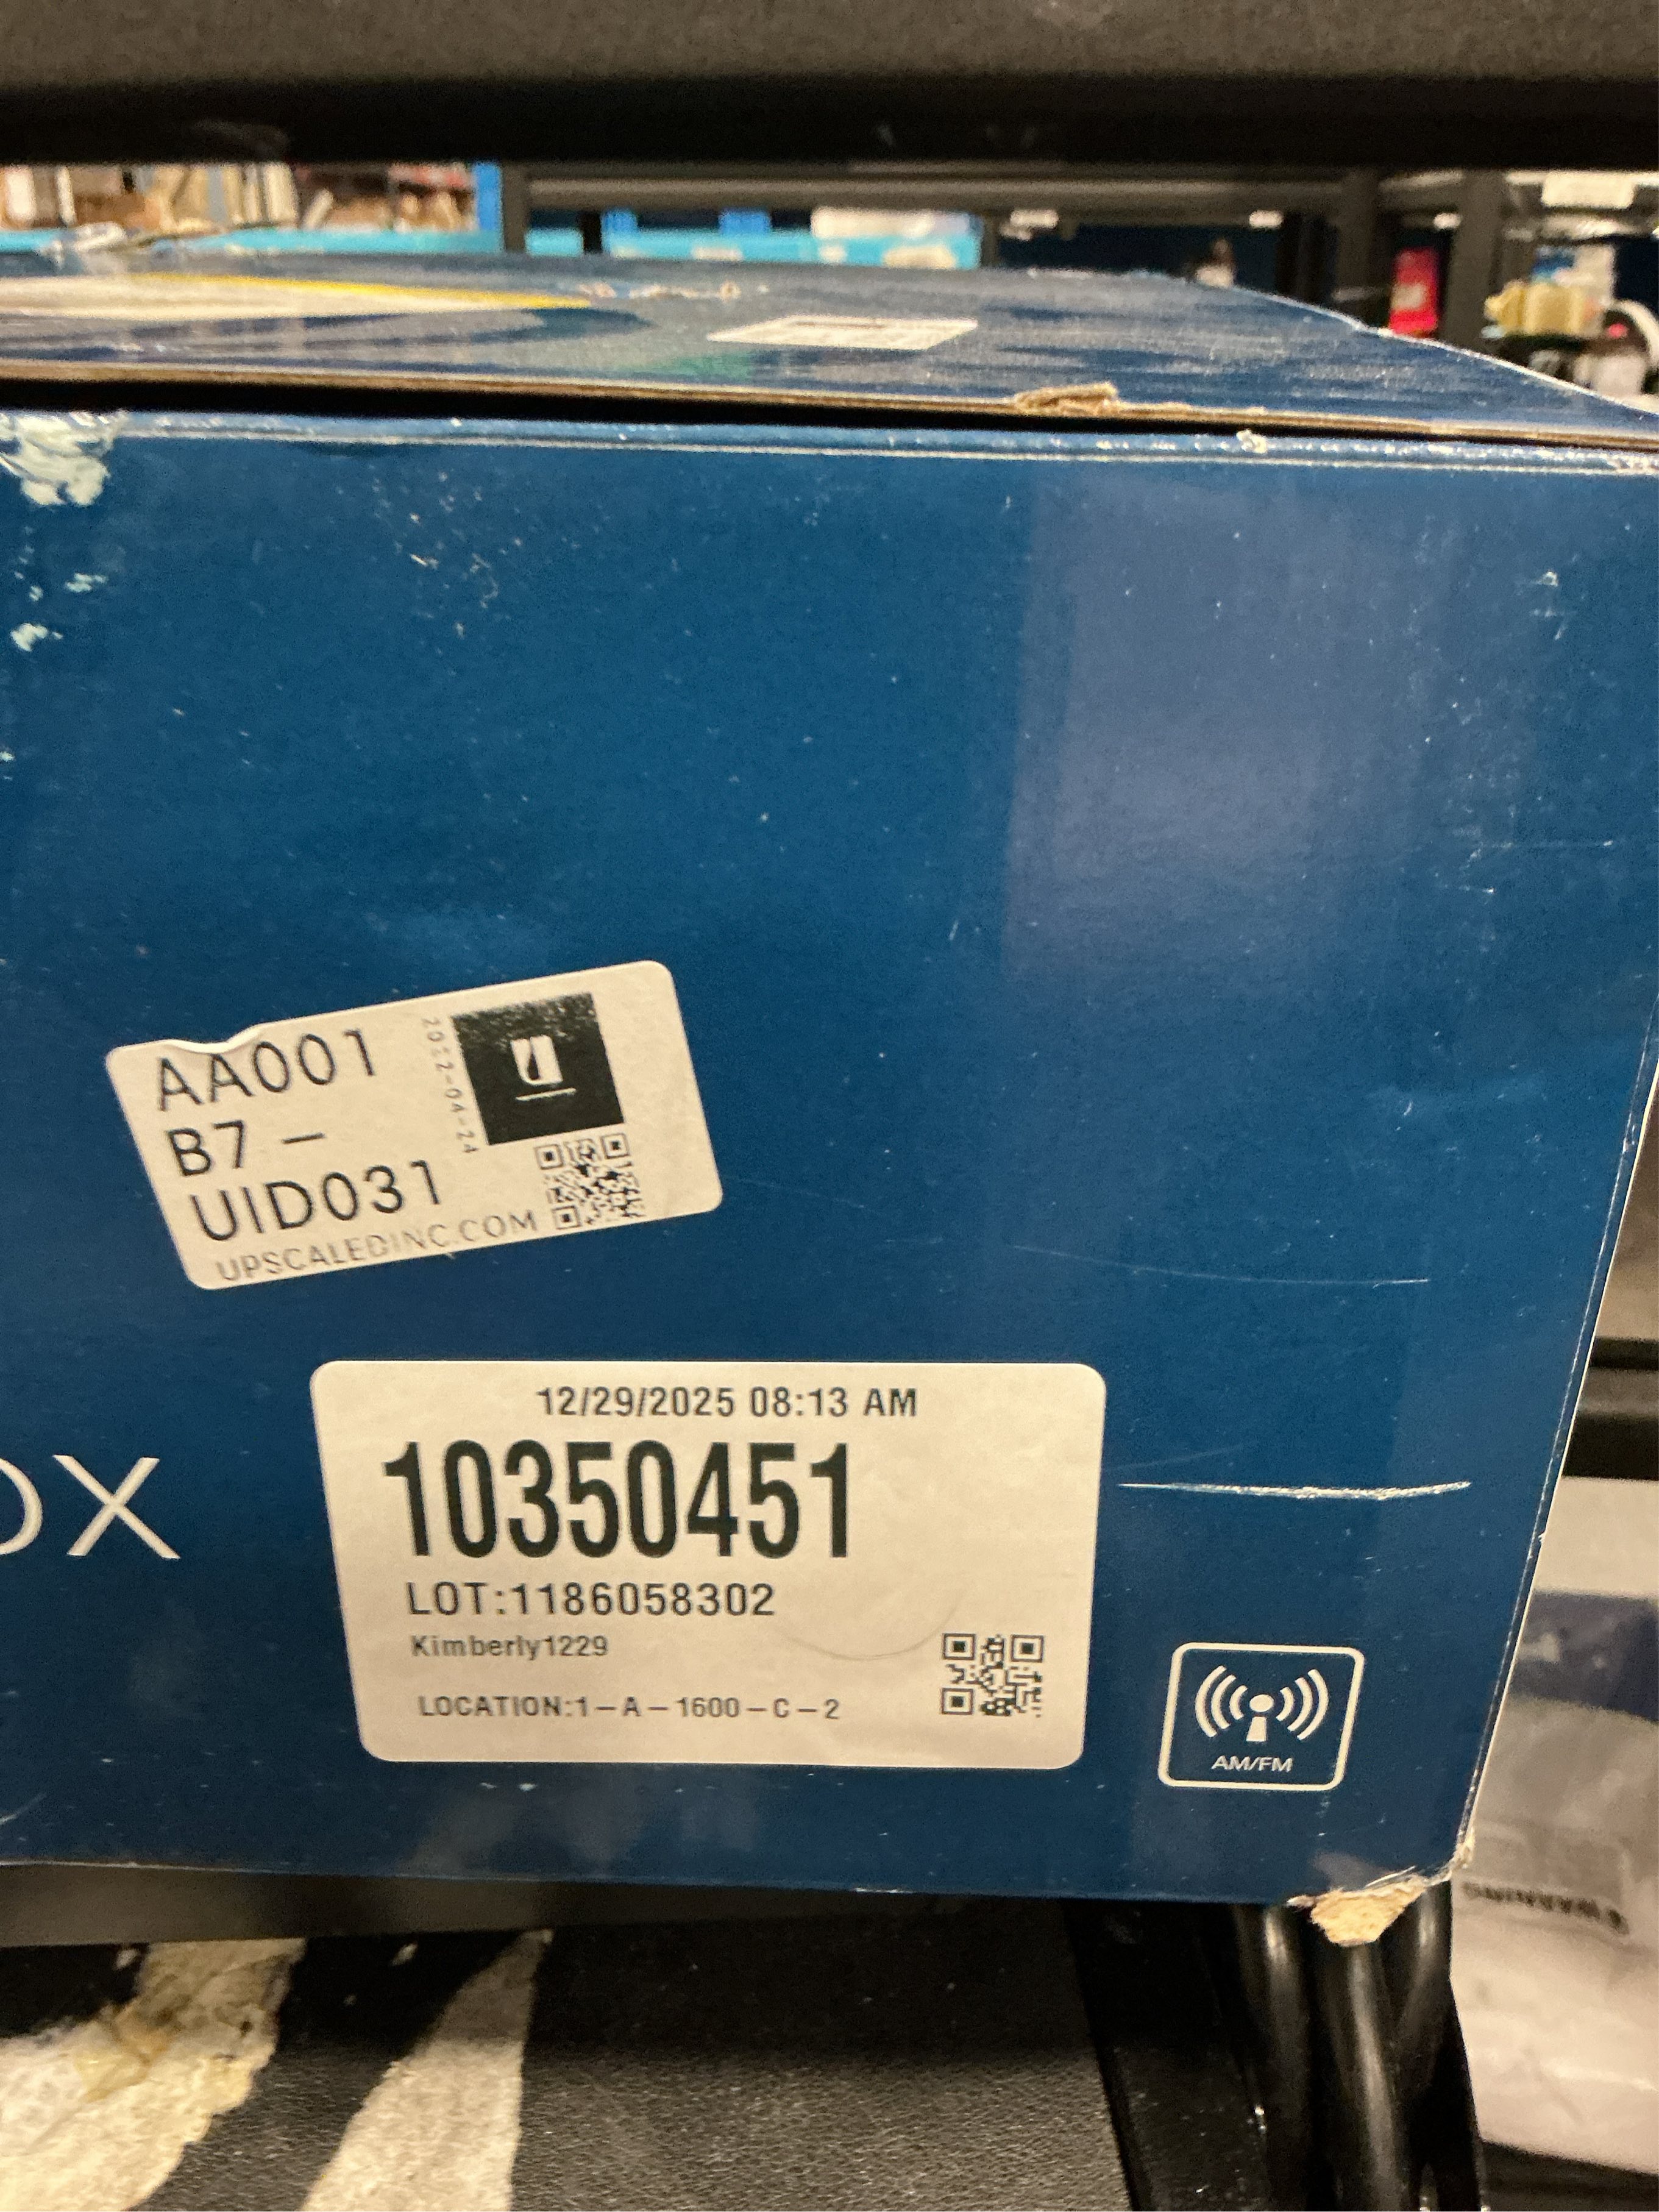 AA001
B7 –
UID031
UPSCALEDINC.COM
2022-04-24
12/29/2025 08:13 AM
10350451
LOT:1186058302
Kimberly1229
LOCATION:1–A–1600–C–2
OX
AM/FM
WARNING